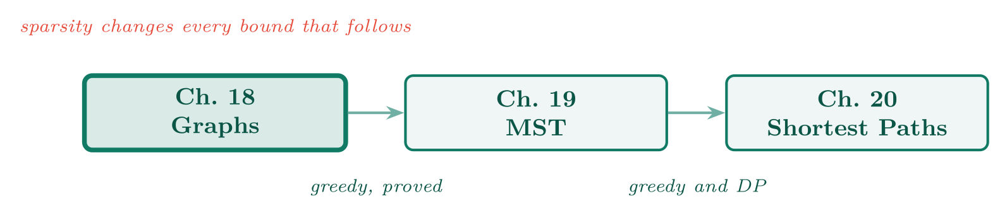 sparsity changes every bound that follows
Ch. 18
Graphs
Ch. 19
MST
Ch. 20
Shortest Paths
greedy, proved
greedy and DP